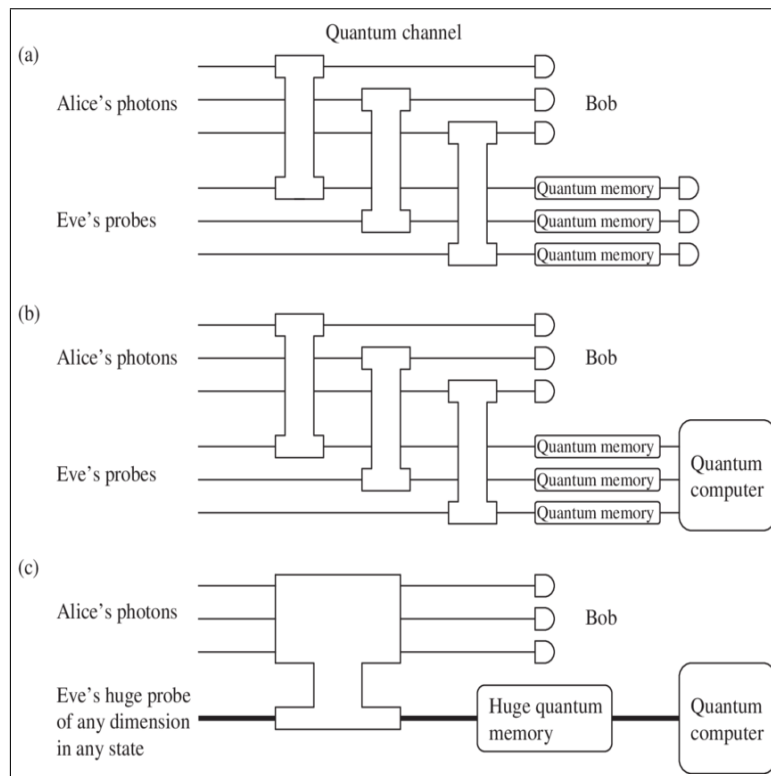 Quantum channel
(a)
Alice's photons
Bob
Quantum memory
Eve's probes
Quantum memory
Quantum memory
(b)
Alice's photons
Bob
Quantum memory
Eve's probes
Quantum memory
Quantum memory
Quantum
computer
(c)
Alice's photons
Bob
Eve's huge probe
of any dimension
in any state
Huge quantum
memory
Quantum
computer